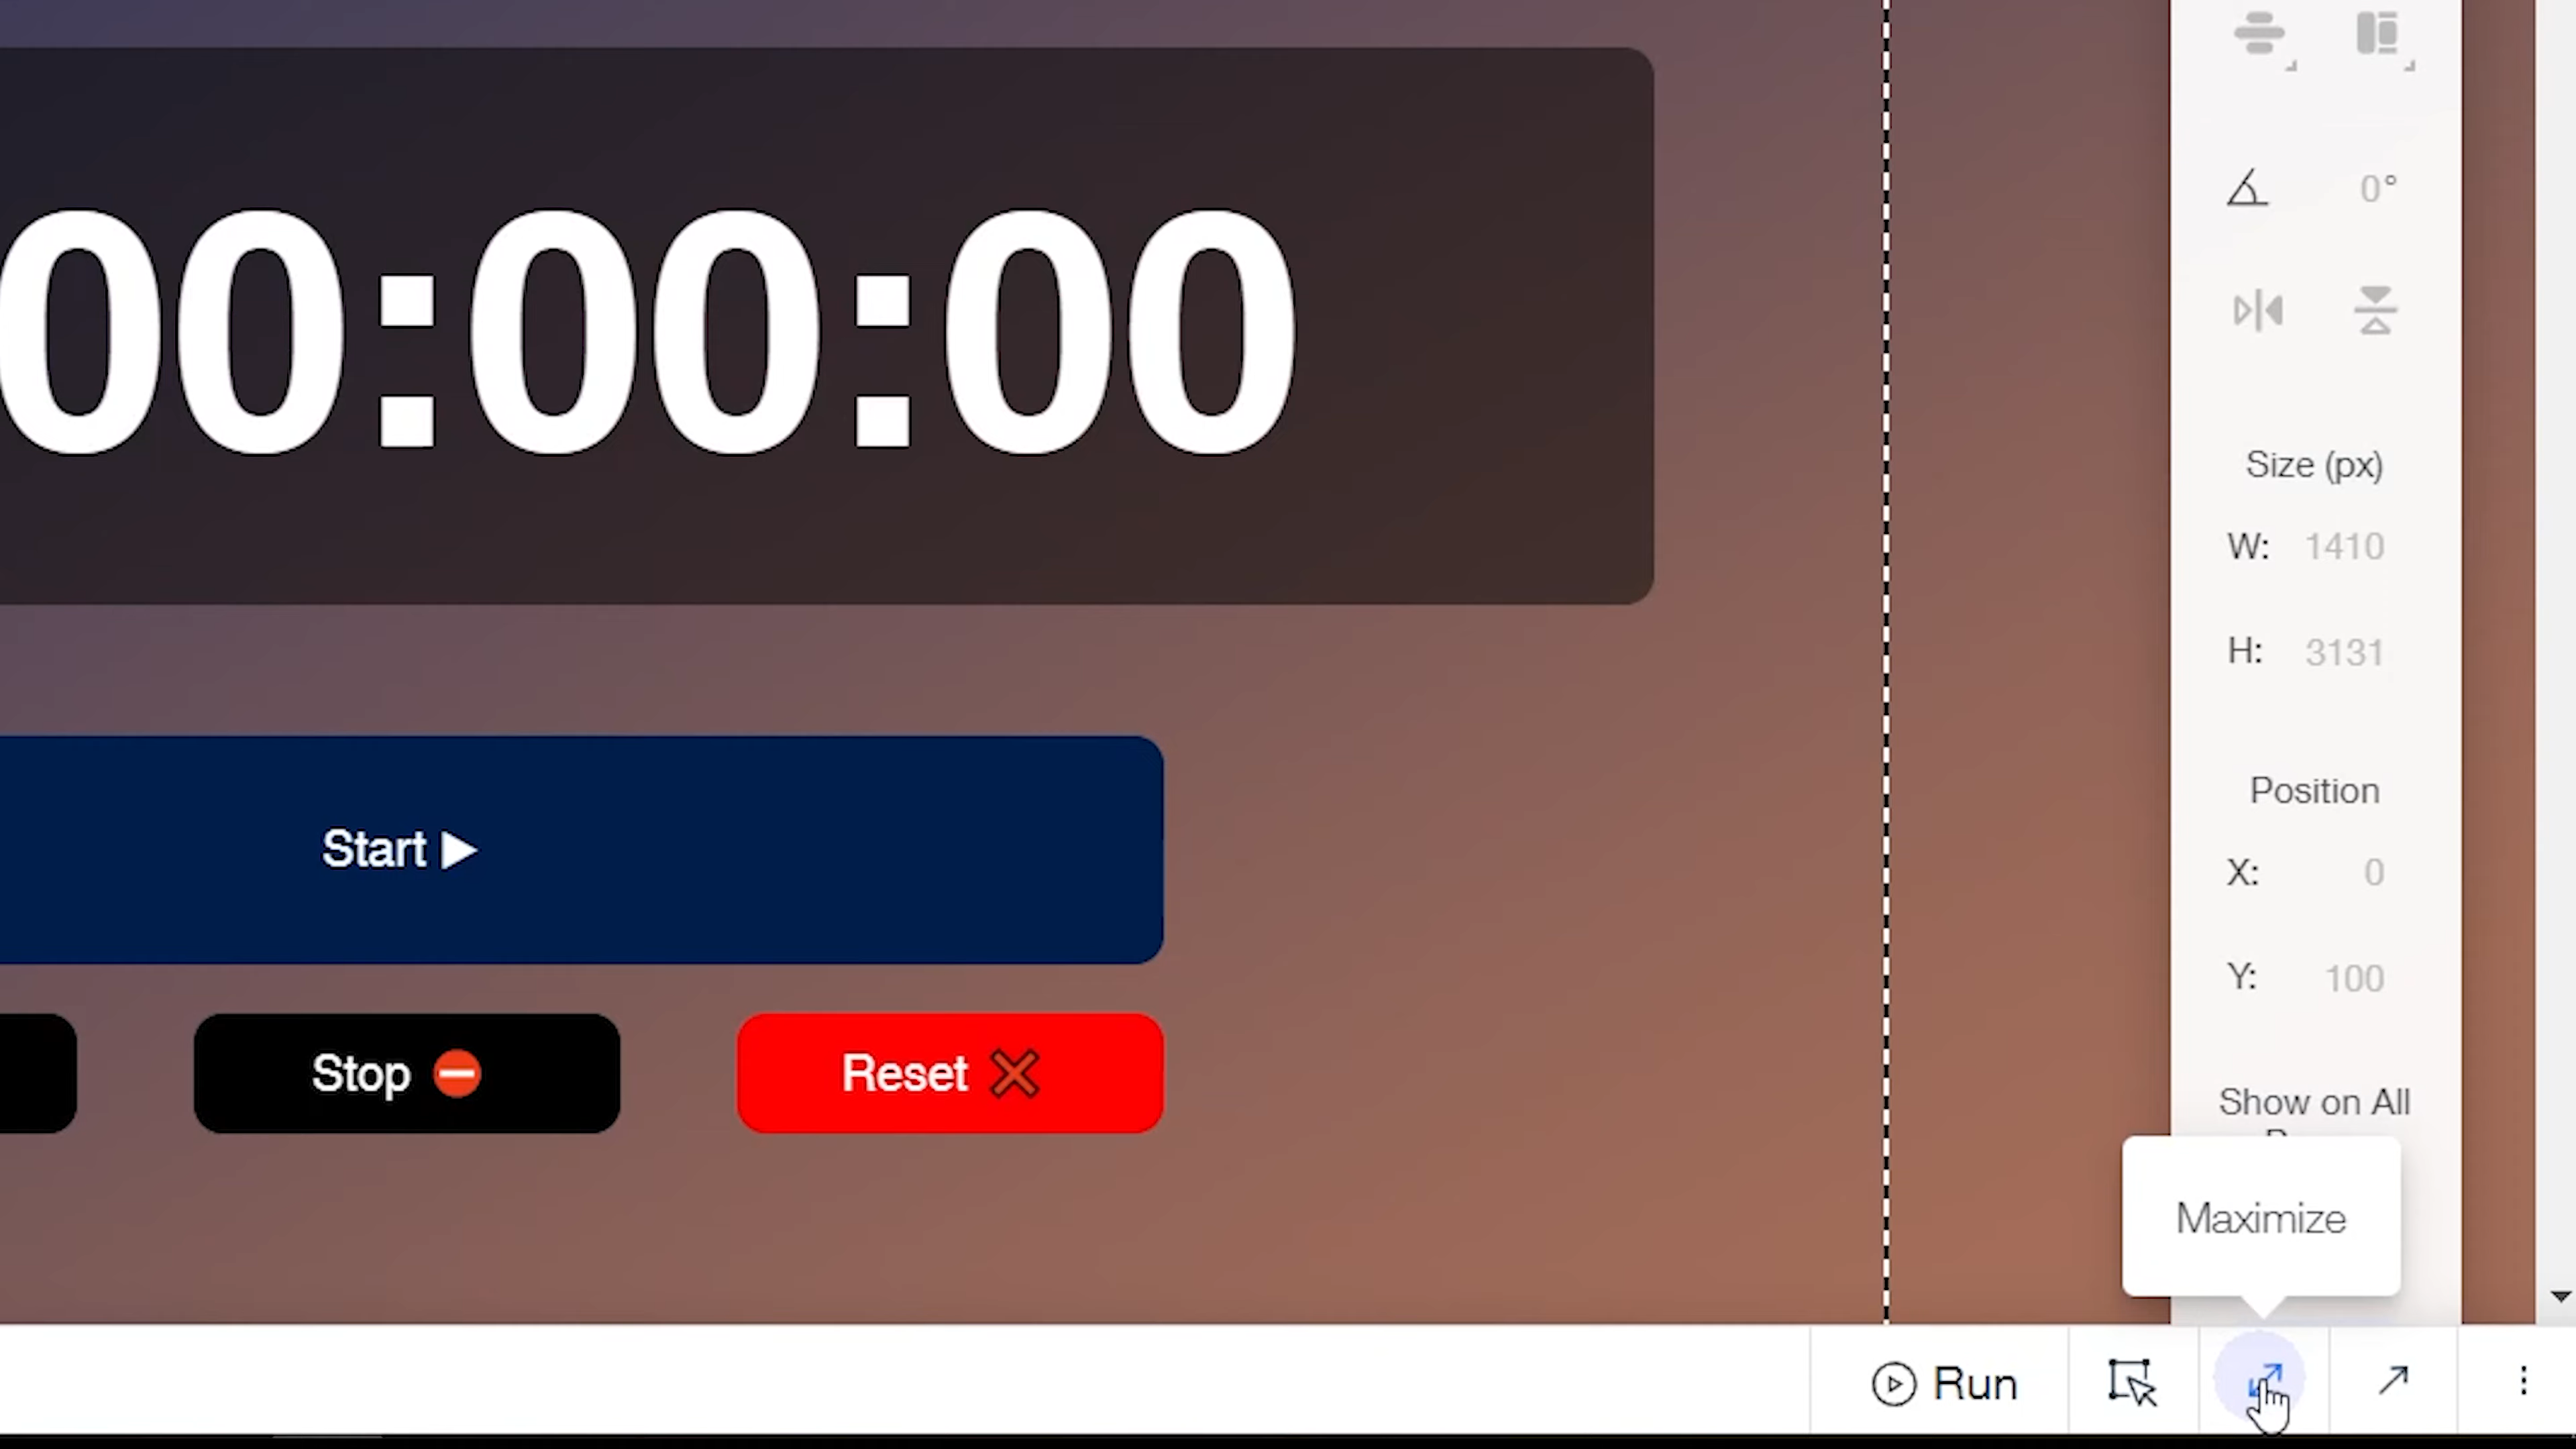 0°
00:00:00
Size (px)
W: 1410
H: 3131
Start ▶
Position
X: 0
Y: 100
Stop ⛔
Reset ❌
Show on All
Maximize
Run